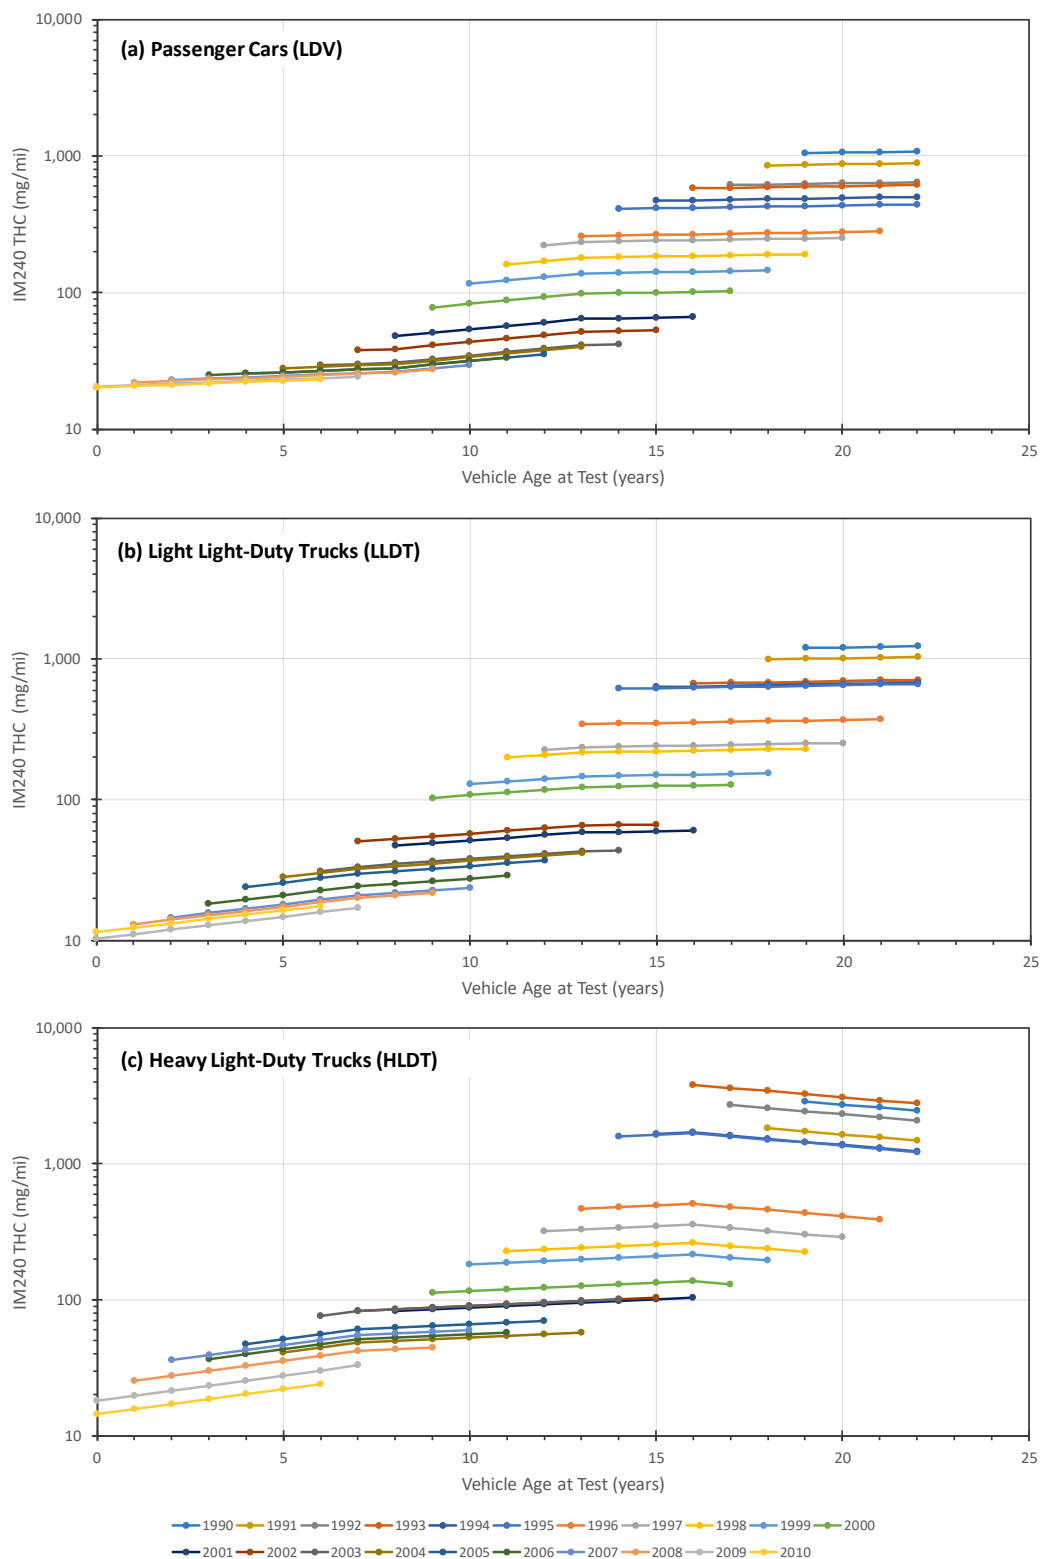 (a) Passenger Cars (LDV)
10,000
1,000
100
10
IM240 THC (mg/mi)
0 5 10 15 20 25
Vehicle Age at Test (years)
(b) Light Light-Duty Trucks (LLDT)
10,000
1,000
100
10
IM240 THC (mg/mi)
0 5 10 15 20 25
Vehicle Age at Test (years)
(c) Heavy Light-Duty Trucks (HLDT)
10,000
1,000
100
10
IM240 THC (mg/mi)
0 5 10 15 20 25
Vehicle Age at Test (years)
1990 1991 1992 1993 1994 1995 1996 1997 1998 1999 2000
2001 2002 2003 2004 2005 2006 2007 2008 2009 2010